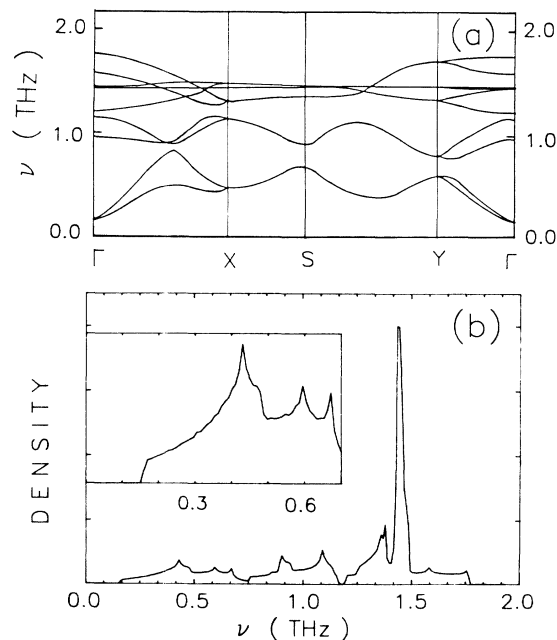 (a)
2.0 2.0
ν ( THz ) ν ( THz )
1.0 1.0
0.0 0.0
Γ X S Y Γ
(b)
DENSITY
0.3 0.6
0.0 0.5 1.0 1.5 2.0
ν ( THz )